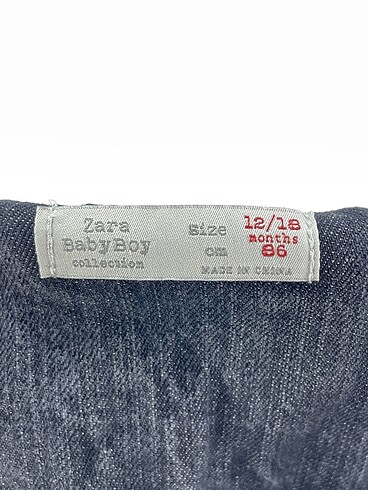 Zara
BabyBoy
collection
Size 12/18
months
cm 86
MADE IN CHINA